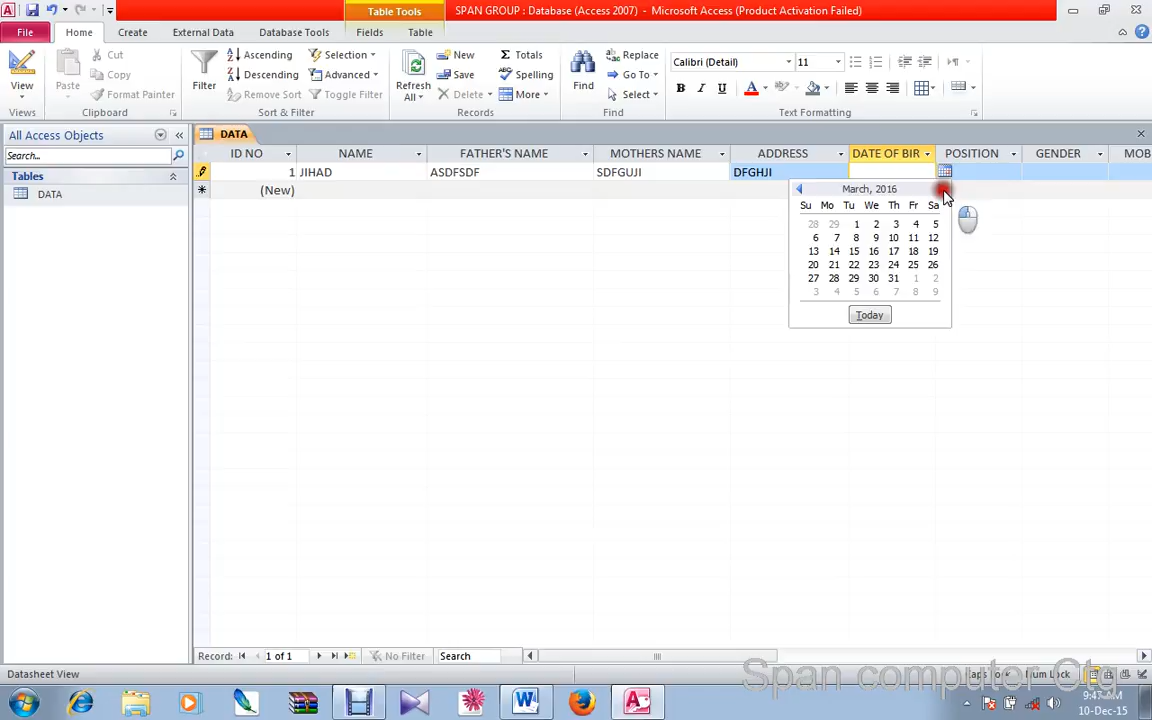 Table Tools
SPAN GROUP : Database (Access 2007) - Microsoft Access (Product Activation Failed)
File Home Create External Data Database Tools Fields Table
View
Views
Paste
Cut
Copy
Format Painter
Clipboard
Filter
Ascending
Descending
Remove Sort
Selection
Advanced
Toggle Filter
Sort & Filter
Refresh
All
New
Save
Delete
Totals
Spelling
More
Records
Find
Replace
Go To
Select
Find
Calibri (Detail) 11
B I U A
Text Formatting
All Access Objects
Search...
Tables
DATA
DATA
ID NO NAME FATHER'S NAME MOTHERS NAME ADDRESS DATE OF BIR POSITION GENDER MOB
1 JIHAD ASDFSDF SDFGUJI DFGHJI
(New)
March, 2016
Su Mo Tu We Th Fr Sa
28 29 1 2 3 4 5
6 7 8 9 10 11 12
13 14 15 16 17 18 19
20 21 22 23 24 25 26
27 28 29 30 31 1 2
3 4 5 6 7 8 9
Today
Record: 1 of 1 No Filter Search
Datasheet View
Num Lock
Span computer Ctg
10-Dec-15